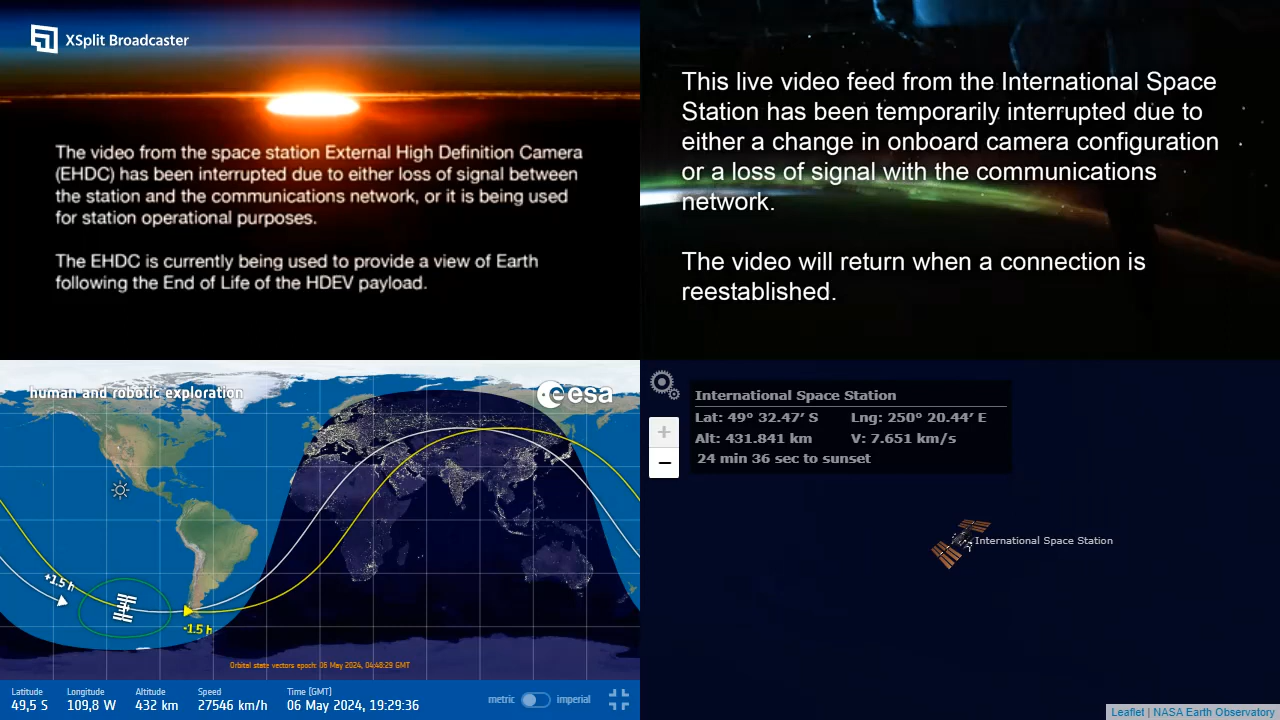 XSplit Broadcaster
The video from the space station External High Definition Camera
(EHDC) has been interrupted due to either loss of signal between
the station and the communications network, or it is being used
for station operational purposes.
The EHDC is currently being used to provide a view of Earth
following the End of Life of the HDEV payload.
This live video feed from the International Space
Station has been temporarily interrupted due to
either a change in onboard camera configuration
or a loss of signal with the communications
network.
The video will return when a connection is
reestablished.
human and robotic exploration
esa
+1.5 h
-1.5 h
Orbital state vectors epoch: 06 May 2024, 04:48:29 GMT
Latitude
49,5 S
Longitude
109,8 W
Altitude
432 km
Speed
27546 km/h
Time [GMT]
06 May 2024, 19:29:36
metric
imperial
+
−
International Space Station
Lat: 49° 32.47′ S
Lng: 250° 20.44′ E
Alt: 431.841 km
V: 7.651 km/s
24 min 36 sec to sunset
International Space Station
Leaflet | NASA Earth Observatory